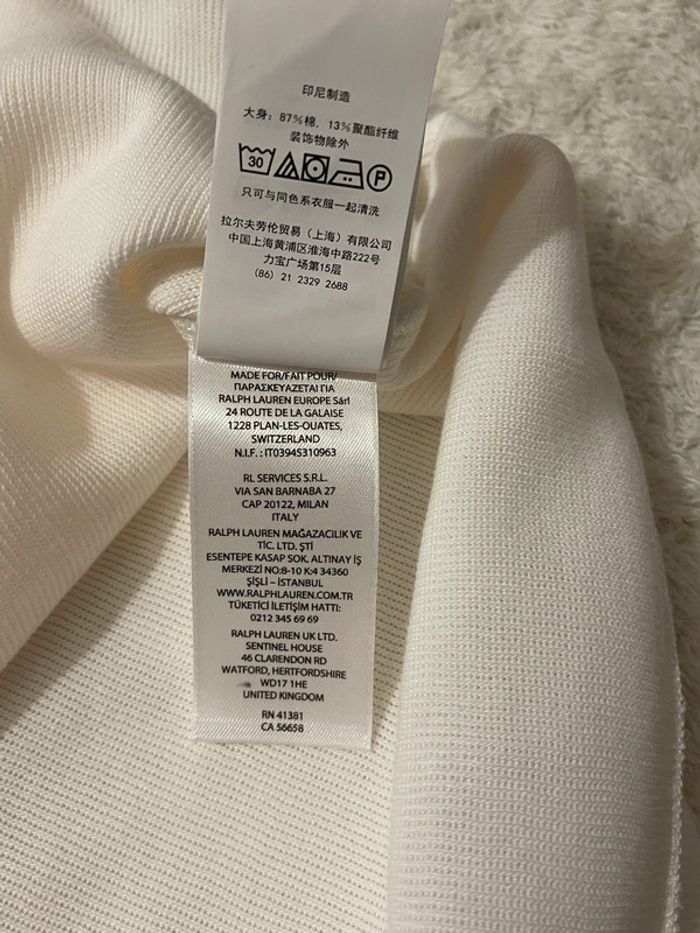 印尼制造
大身：87%棉，13%聚酯纤维
装饰物除外
30
P
只可与同色系衣服一起清洗
拉尔夫劳伦贸易（上海）有限公司
中国上海黄浦区淮海中路222号
力宝广场第15层
(86) 21 2329 2688
MADE FOR/FAIT POUR/
ΠΑΡΑΣΚΕΥΑΖΕΤΑΙ ΓΙΑ
RALPH LAUREN EUROPE Sàrl
24 ROUTE DE LA GALAISE
1228 PLAN-LES-OUATES,
SWITZERLAND
N.I.F. : IT03945310963
RL SERVICES S.R.L.
VIA SAN BARNABA 27
CAP 20122, MILAN
ITALY
RALPH LAUREN MAĞAZACILIK VE
TİC. LTD. ŞTİ
ESENTEPE KASAP SOK. ALTINAY İŞ
MERKEZİ NO:8-10 K:4 34360
ŞİŞLİ – İSTANBUL
WWW.RALPHLAUREN.COM.TR
TÜKETİCİ İLETİŞİM HATTI:
0212 345 69 69
RALPH LAUREN UK LTD.
SENTINEL HOUSE
46 CLARENDON RD
WATFORD, HERTFORDSHIRE
WD17 1HE
UNITED KINGDOM
RN 41381
CA 56658